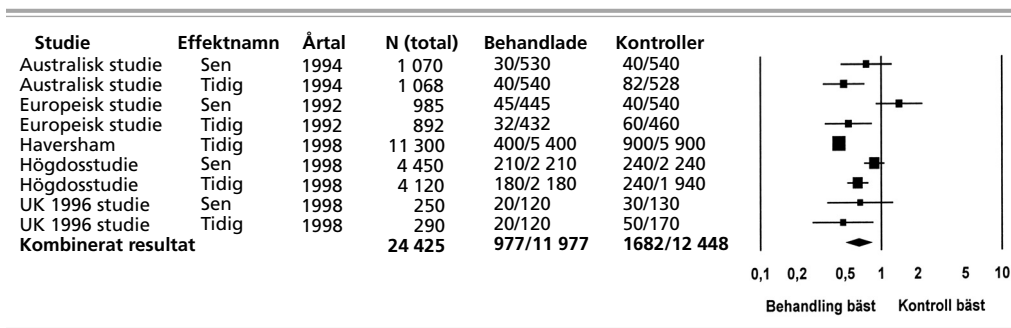 Studie Effektnamn Årtal N (total) Behandlade Kontroller
Australisk studie Sen 1994 1 070 30/530 40/540
Australisk studie Tidig 1994 1 068 40/540 82/528
Europeisk studie Sen 1992 985 45/445 40/540
Europeisk studie Tidig 1992 892 32/432 60/460
Haversham Tidig 1998 11 300 400/5 400 900/5 900
Högdosstudie Sen 1998 4 450 210/2 210 240/2 240
Högdosstudie Tidig 1998 4 120 180/2 180 240/1 940
UK 1996 studie Sen 1998 250 20/120 30/130
UK 1996 studie Tidig 1998 290 20/120 50/170
Kombinerat resultat 24 425 977/11 977 1682/12 448
0,1 0,2 0,5 1 2 5 10
Behandling bäst Kontroll bäst